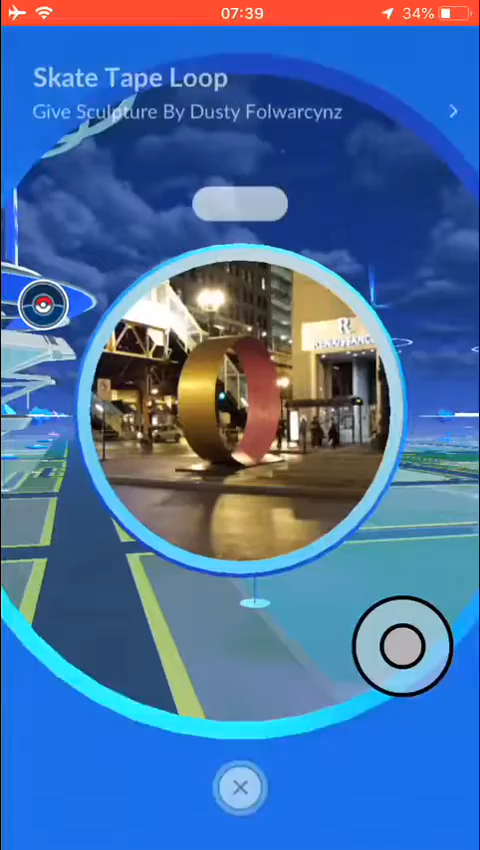 07:39
34%
Skate Tape Loop
Give Sculpture By Dusty Folwarcynz
R
RENAISSANCE